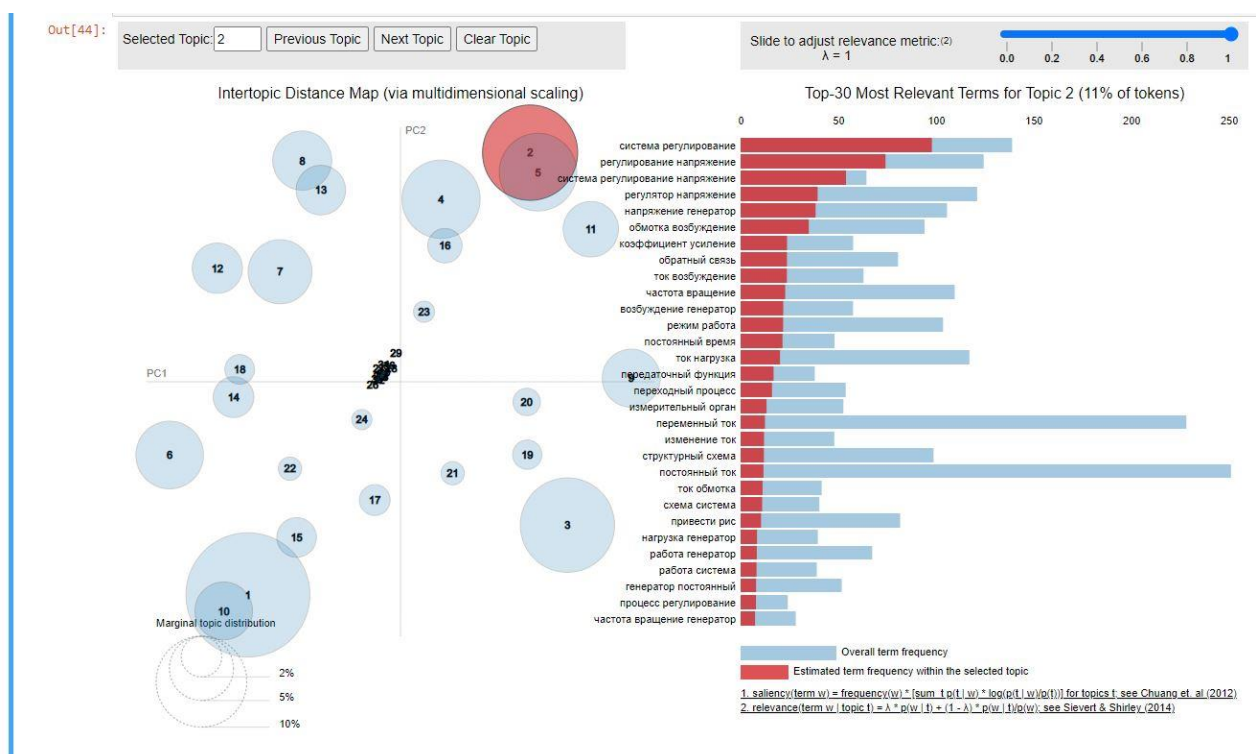 Out[44]:
Selected Topic: 2 Previous Topic Next Topic Clear Topic
Slide to adjust relevance metric:(2)
λ = 1
0.0 0.2 0.4 0.6 0.8 1
Intertopic Distance Map (via multidimensional scaling)
PC2
PC1
8
13
2
5
4
11
16
12
7
23
29
18
14
9
20
24
6
22
19
21
17
3
15
1
10
Marginal topic distribution
2%
5%
10%
Top-30 Most Relevant Terms for Topic 2 (11% of tokens)
0 50 100 150 200 250
система регулирование
регулирование напряжение
система регулирование напряжение
регулятор напряжение
напряжение генератор
обмотка возбуждение
коэффициент усиление
обратный связь
ток возбуждение
частота вращение
возбуждение генератор
режим работа
постоянный время
ток нагрузка
передаточный функция
переходный процесс
измерительный орган
переменный ток
изменение ток
структурный схема
постоянный ток
ток обмотка
схема система
привести рис
нагрузка генератор
работа генератор
работа система
генератор постоянный
процесс регулирование
частота вращение генератор
Overall term frequency
Estimated term frequency within the selected topic
1. saliency(term w) = frequency(w) * [sum_t p(t | w) * log(p(t | w)/p(t))] for topics t; see Chuang et. al (2012)
2. relevance(term w | topic t) = λ * p(w | t) + (1 - λ) * p(w | t)/p(w); see Sievert & Shirley (2014)